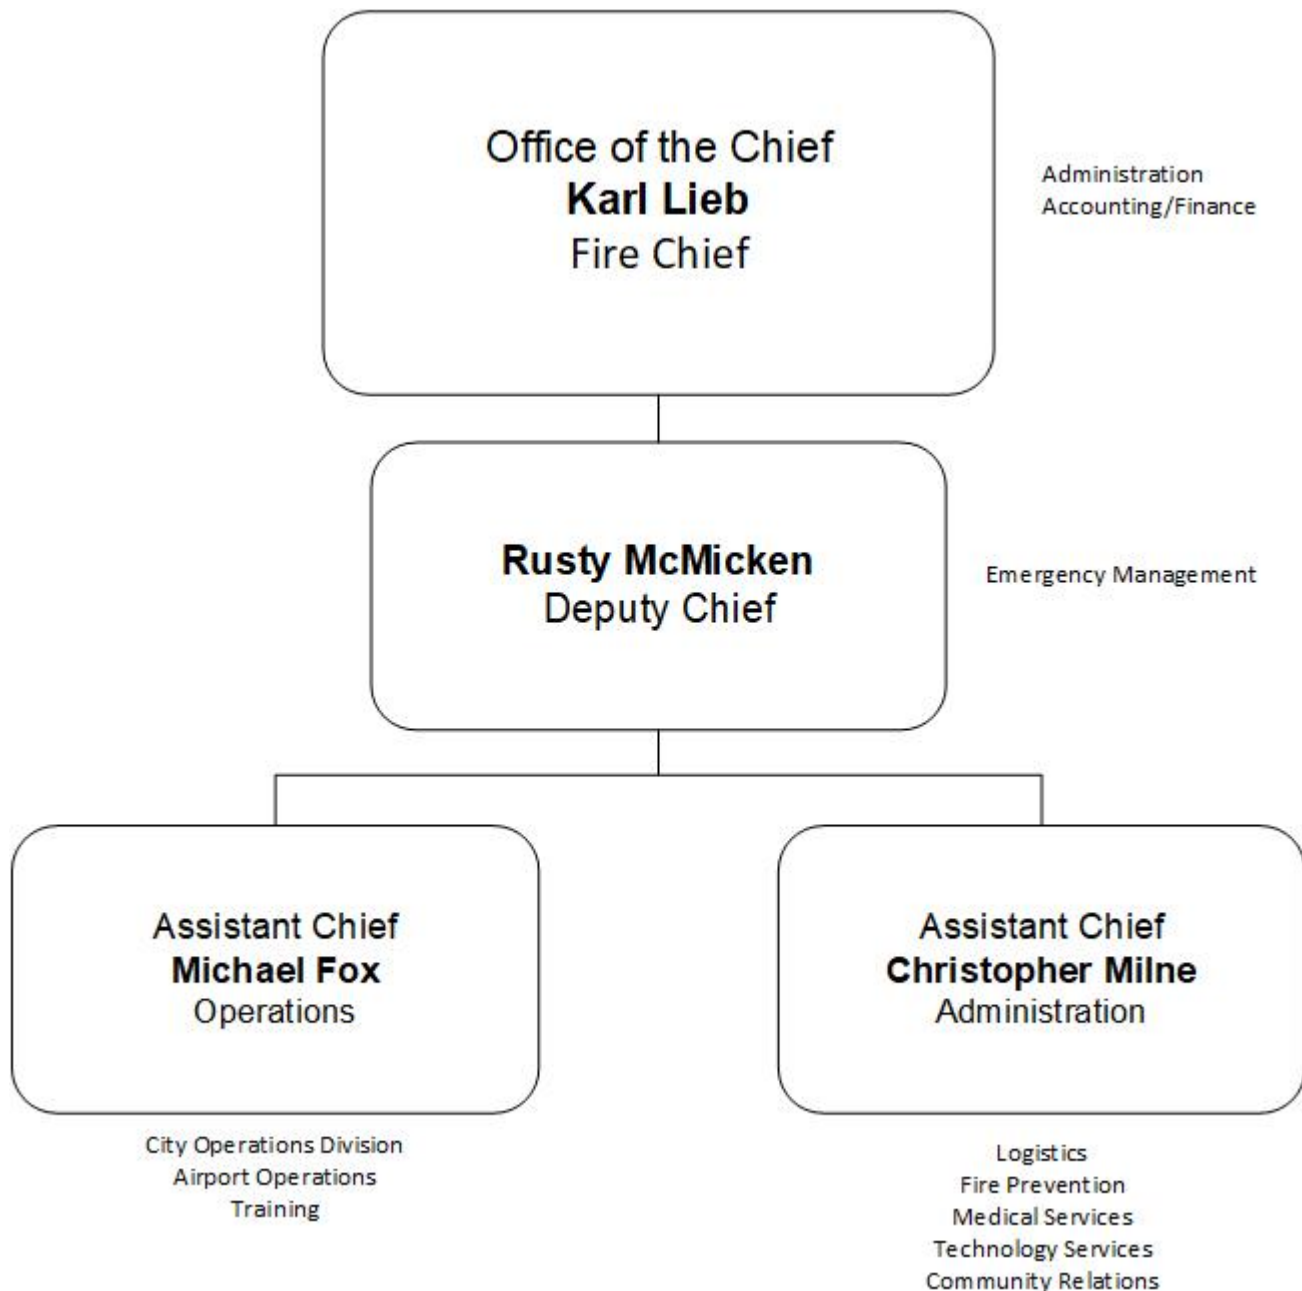 Office of the Chief
Karl Lieb
Fire Chief
Administration
Accounting/Finance
Rusty McMicken
Deputy Chief
Emergency Management
Assistant Chief
Michael Fox
Operations
City Operations Division
Airport Operations
Training
Assistant Chief
Christopher Milne
Administration
Logistics
Fire Prevention
Medical Services
Technology Services
Community Relations